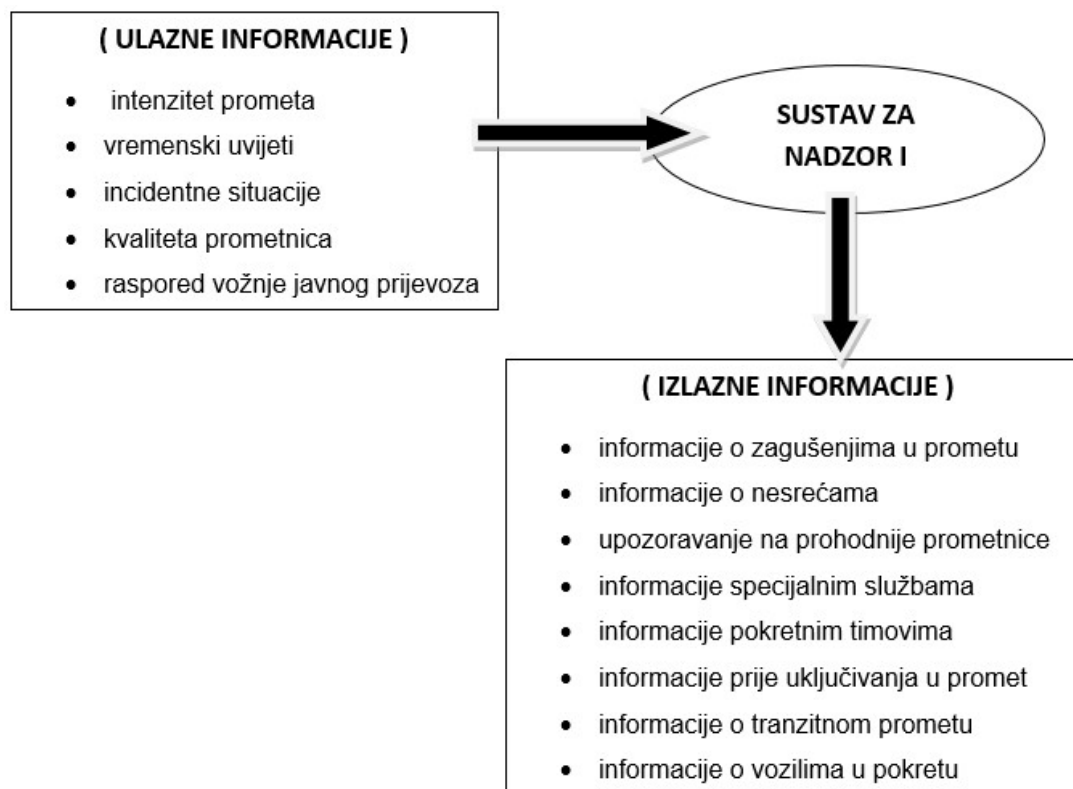 ( ULAZNE INFORMACIJE )
• intenzitet prometa
• vremenski uvijeti
• incidentne situacije
• kvaliteta prometnica
• raspored vožnje javnog prijevoza
SUSTAV ZA
NADZOR I
( IZLAZNE INFORMACIJE )
• informacije o zagušenjima u prometu
• informacije o nesrećama
• upozoravanje na prohodnije prometnice
• informacije specijalnim službama
• informacije pokretnim timovima
• informacije prije uključivanja u promet
• informacije o tranzitnom prometu
• informacije o vozilima u pokretu